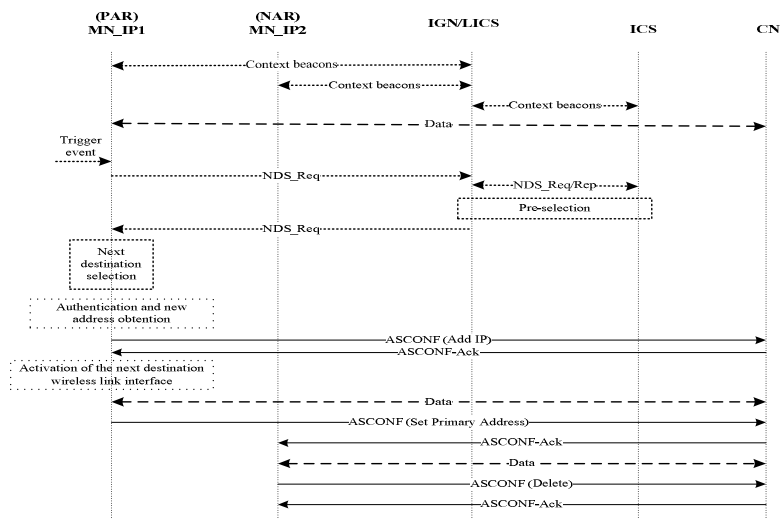 (PAR)
MN_IP1
(NAR)
MN_IP2
IGN/LICS
ICS
CN
Context beacons
Context beacons
Context beacons
Data
Trigger
event
NDS_Req
NDS_Req/Rep
Pre-selection
NDS_Req
Next
destination
selection
Authentication and new
address obtention
ASCONF (Add IP)
ASCONF-Ack
Activation of the next destination
wireless link interface
Data
ASCONF (Set Primary Address)
ASCONF-Ack
Data
ASCONF (Delete)
ASCONF-Ack